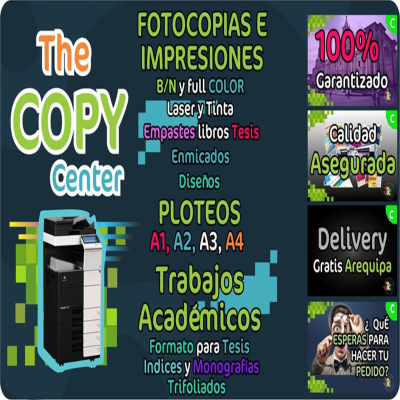 The
COPY
Center
FOTOCOPIAS E
IMPRESIONES
B/N y full COLOR
Laser y Tinta
Empastes libros Tesis
Enmicados
Diseños
PLOTEOS
A1, A2, A3, A4
Trabajos
Académicos
Formato para Tesis
Indices y Monografias
Trifoliados
C
100%
Garantizado
C
Calidad
Asegurada
C
Delivery
Gratis Arequipa
C
¿ QUÉ
ESPERAS PARA
HACER TU
PEDIDO?